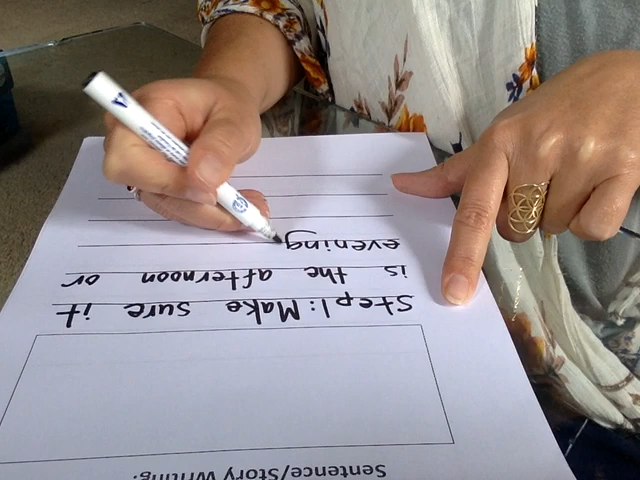 Sentence/Story Writing:
Step1: Make sure it
is the afternoon or
evening